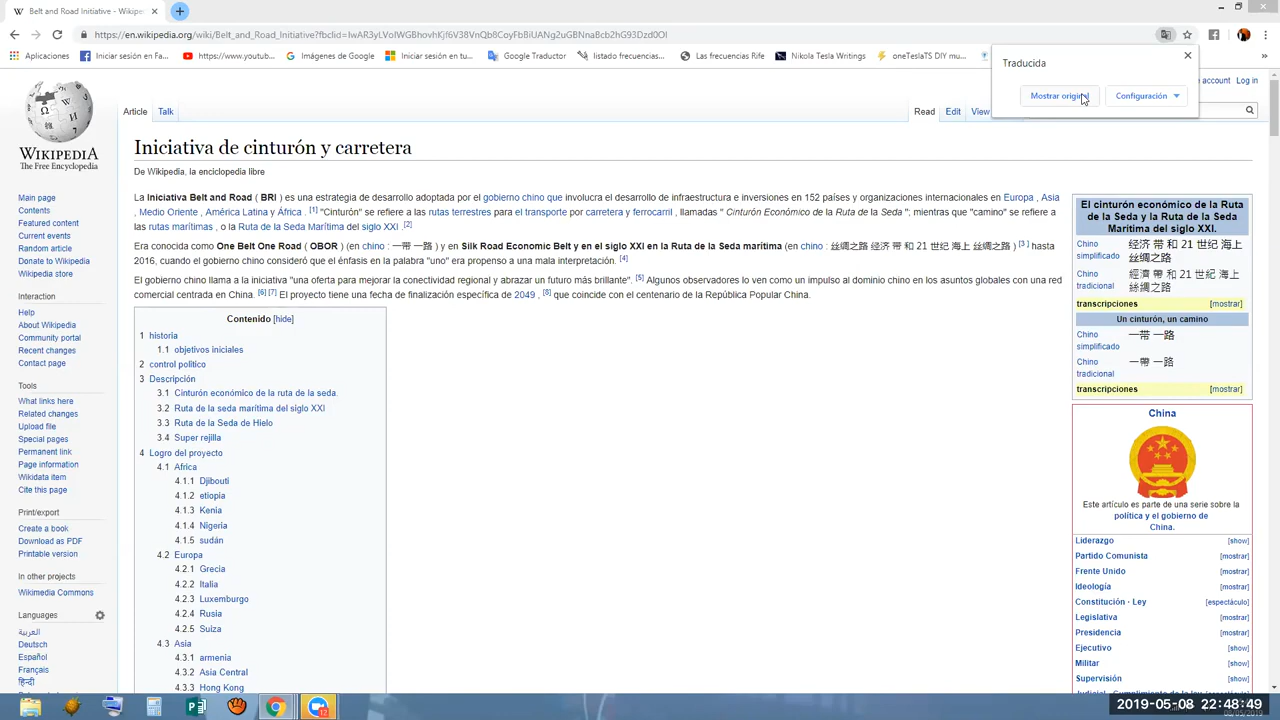 Belt and Road Initiative - Wikipe
https://en.wikipedia.org/wiki/Belt_and_Road_Initiative?fbclid=IwAR3yLVoIWGBhovhKjf6V38VnQb8CoyFbBiUANg2uGBNnaBcb2hG93Dzd0OI
Aplicaciones
Iniciar sesión en Fa
https://www.youtub
Imágenes de Google
Iniciar sesión en tu
Google Traductor
listado frecuencias
Las frecuencias Rife
Nikola Tesla Writings
oneTeslaTS DIY mu
Traducida
Mostrar original
Configuración
account Log in
WIKIPEDIA
The Free Encyclopedia
Article Talk
Read Edit View
Iniciativa de cinturón y carretera
De Wikipedia, la enciclopedia libre
La Iniciativa Belt and Road ( BRI ) es una estrategia de desarrollo adoptada por el gobierno chino que involucra el desarrollo de infraestructura e inversiones en 152 países y organizaciones internacionales en Europa , Asia
, Medio Oriente , América Latina y África . [1] "Cinturón" se refiere a las rutas terrestres para el transporte por carretera y ferrocarril , llamadas " Cinturón Económico de la Ruta de la Seda "; mientras que "camino" se refiere a
las rutas marítimas , o la Ruta de la Seda Marítima del siglo XXI . [2]
Era conocida como One Belt One Road ( OBOR ) (en chino : 一带 一路 ) y en Silk Road Economic Belt y en el siglo XXI en la Ruta de la Seda marítima (en chino : 丝绸之路 经济 带 和 21 世纪 海上 丝绸之路 ) [3 ] hasta
2016, cuando el gobierno chino consideró que el énfasis en la palabra "uno" era propenso a una mala interpretación. [4]
El gobierno chino llama a la iniciativa "una oferta para mejorar la conectividad regional y abrazar un futuro más brillante". [5] Algunos observadores lo ven como un impulso al dominio chino en los asuntos globales con una red
comercial centrada en China. [6] [7] El proyecto tiene una fecha de finalización específica de 2049 , [8] que coincide con el centenario de la República Popular China.
Contenido [hide]
1 historia
1.1 objetivos iniciales
2 control político
3 Descripción
3.1 Cinturón económico de la ruta de la seda.
3.2 Ruta de la seda marítima del siglo XXI
3.3 Ruta de la Seda de Hielo
3.4 Super rejilla
4 Logro del proyecto
4.1 Africa
4.1.1 Djibouti
4.1.2 etiopia
4.1.3 Kenia
4.1.4 Nigeria
4.1.5 sudán
4.2 Europa
4.2.1 Grecia
4.2.2 Italia
4.2.3 Luxemburgo
4.2.4 Rusia
4.2.5 Suiza
4.3 Asia
4.3.1 armenia
4.3.2 Asia Central
4.3.3 Hong Kong
Main page
Contents
Featured content
Current events
Random article
Donate to Wikipedia
Wikipedia store
Interaction
Help
About Wikipedia
Community portal
Recent changes
Contact page
Tools
What links here
Related changes
Upload file
Special pages
Permanent link
Page information
Wikidata item
Cite this page
Print/export
Create a book
Download as PDF
Printable version
In other projects
Wikimedia Commons
Languages
العربية
Deutsch
Español
Français
हिन्दी
El cinturón económico de la Ruta
de la Seda y la Ruta de la Seda
Marítima del siglo XXI.
Chino simplificado 经济 带 和 21 世纪 海上 丝绸之路
Chino tradicional 經濟 帶 和 21 世紀 海上 絲綢之路
transcripciones [mostrar]
Un cinturón, un camino
Chino simplificado 一带 一路
Chino tradicional 一帶 一路
transcripciones [mostrar]
China
Este artículo es parte de una serie sobre la
política y el gobierno de
China.
Liderazgo [show]
Partido Comunista [mostrar]
Frente Unido [mostrar]
Ideología [mostrar]
Constitución · Ley [espectáculo]
Legislativa [mostrar]
Presidencia [mostrar]
Ejecutivo [show]
Militar [show]
Supervisión [show]
2019-05-08 22:48:49